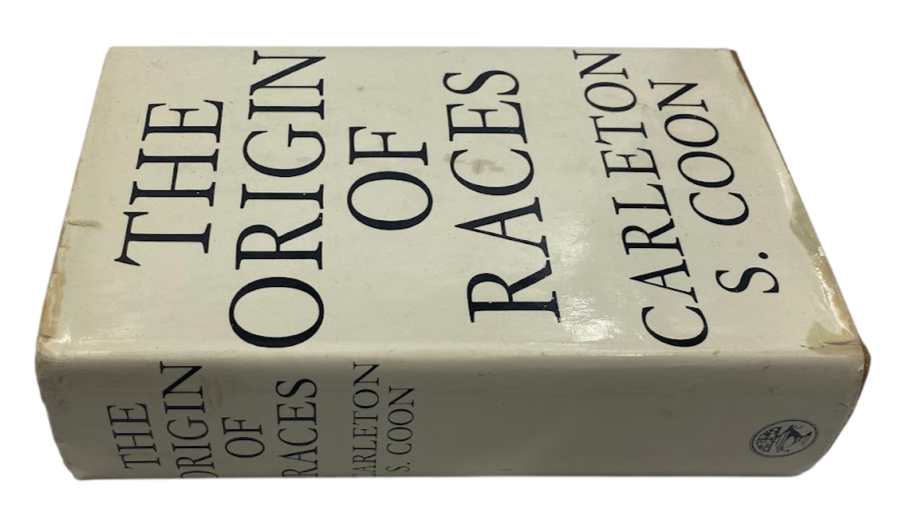 THE
ORIGIN
OF
RACES
CARLETON
S. COON
THE
ORIGIN
OF
RACES
CARLETON
S. COON